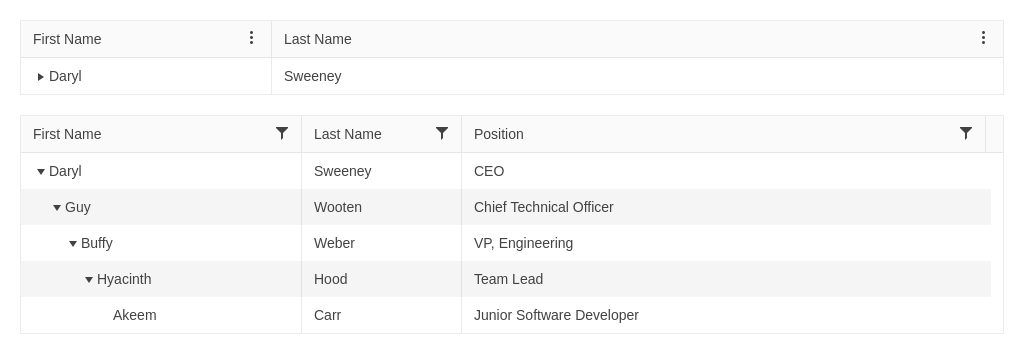 First Name Last Name
Daryl Sweeney
First Name Last Name Position
Daryl Sweeney CEO
Guy Wooten Chief Technical Officer
Buffy Weber VP, Engineering
Hyacinth Hood Team Lead
Akeem Carr Junior Software Developer